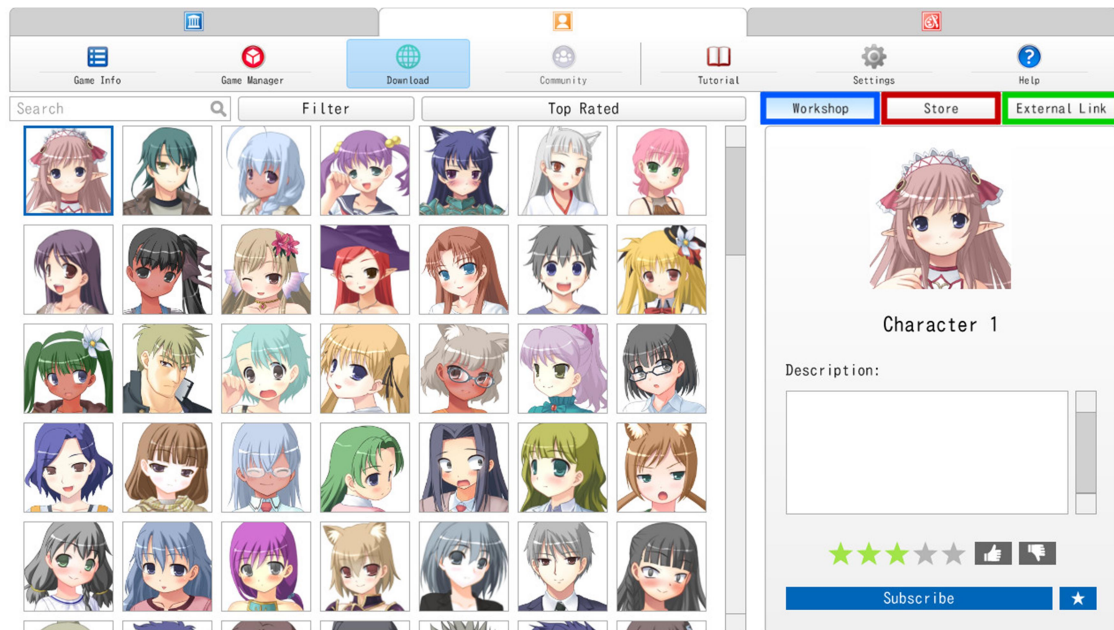 Game Info
Game Manager
Download
Community
Tutorial
Settings
Help
Search
Filter
Top Rated
Workshop
Store
External Link
Character 1
Description:
Subscribe